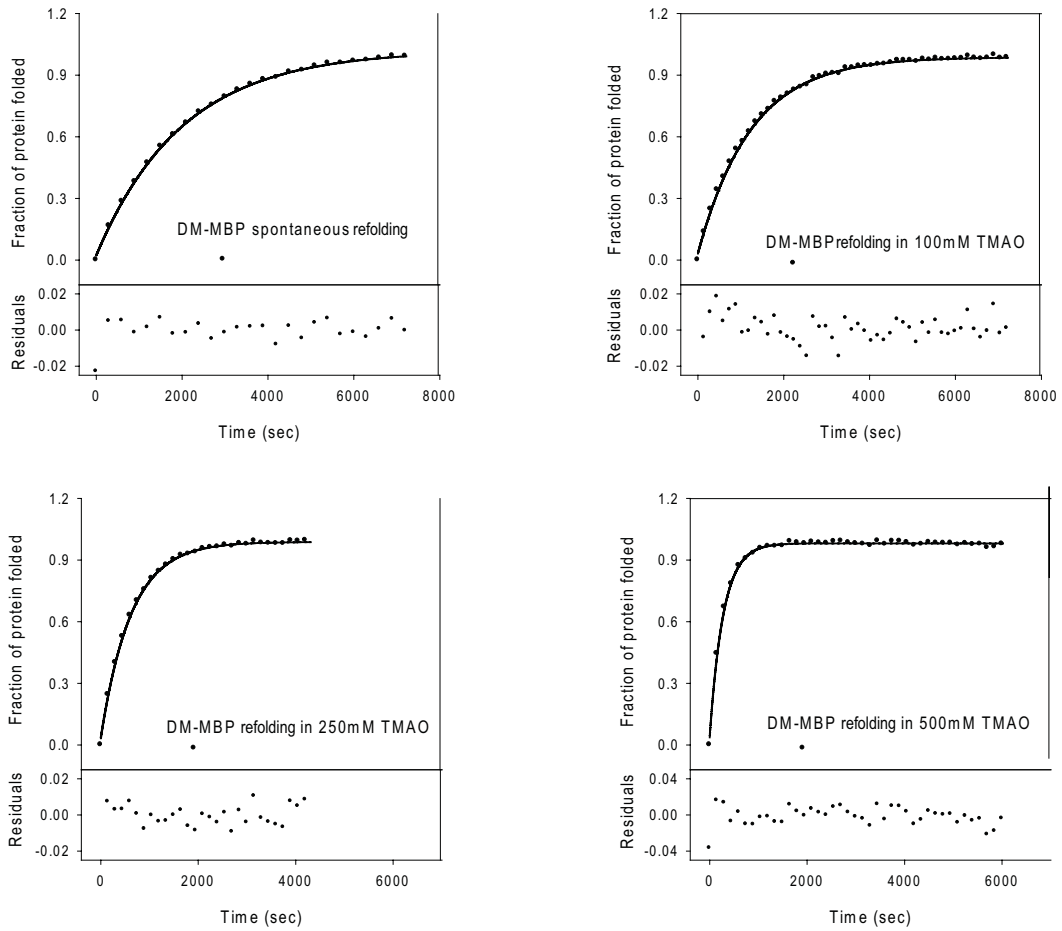 1.2
0.9
0.6
0.3
0.0
Fraction of protein folded
DM-MBP spontaneous refolding
0.02
0.00
-0.02
Residuals
0 2000 4000 6000 8000
Time (sec)
1.2
0.9
0.6
0.3
0.0
Fraction of protein folded
DM-MBP refolding in 100mM TMAO
0.02
0.00
-0.02
Residuals
0 2000 4000 6000 8000
Time (sec)
1.2
0.9
0.6
0.3
0.0
Fraction of protein folded
DM-MBP refolding in 250mM TMAO
0.02
0.00
-0.02
Residuals
0 2000 4000 6000
Time (sec)
1.2
0.9
0.6
0.3
0.0
Fraction of protein folded
DM-MBP refolding in 500mM TMAO
0.04
0.00
-0.04
Residuals
0 2000 4000 6000
Time (sec)